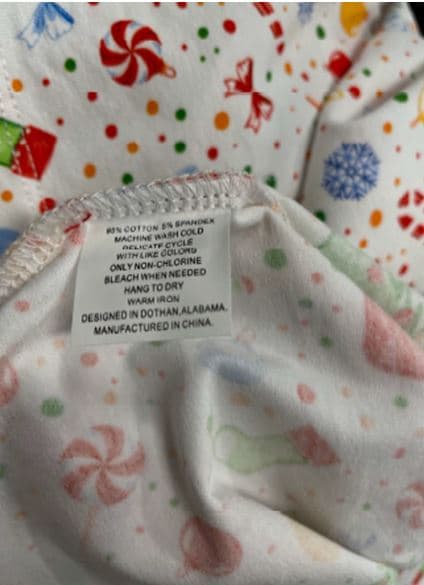 95% COTTON 5% SPANDEX
MACHINE WASH COLD
DELICATE CYCLE
WITH LIKE COLORS
ONLY NON-CHLORINE
BLEACH WHEN NEEDED
HANG TO DRY
WARM IRON
DESIGNED IN DOTHAN,ALABAMA.
MANUFACTURED IN CHINA.